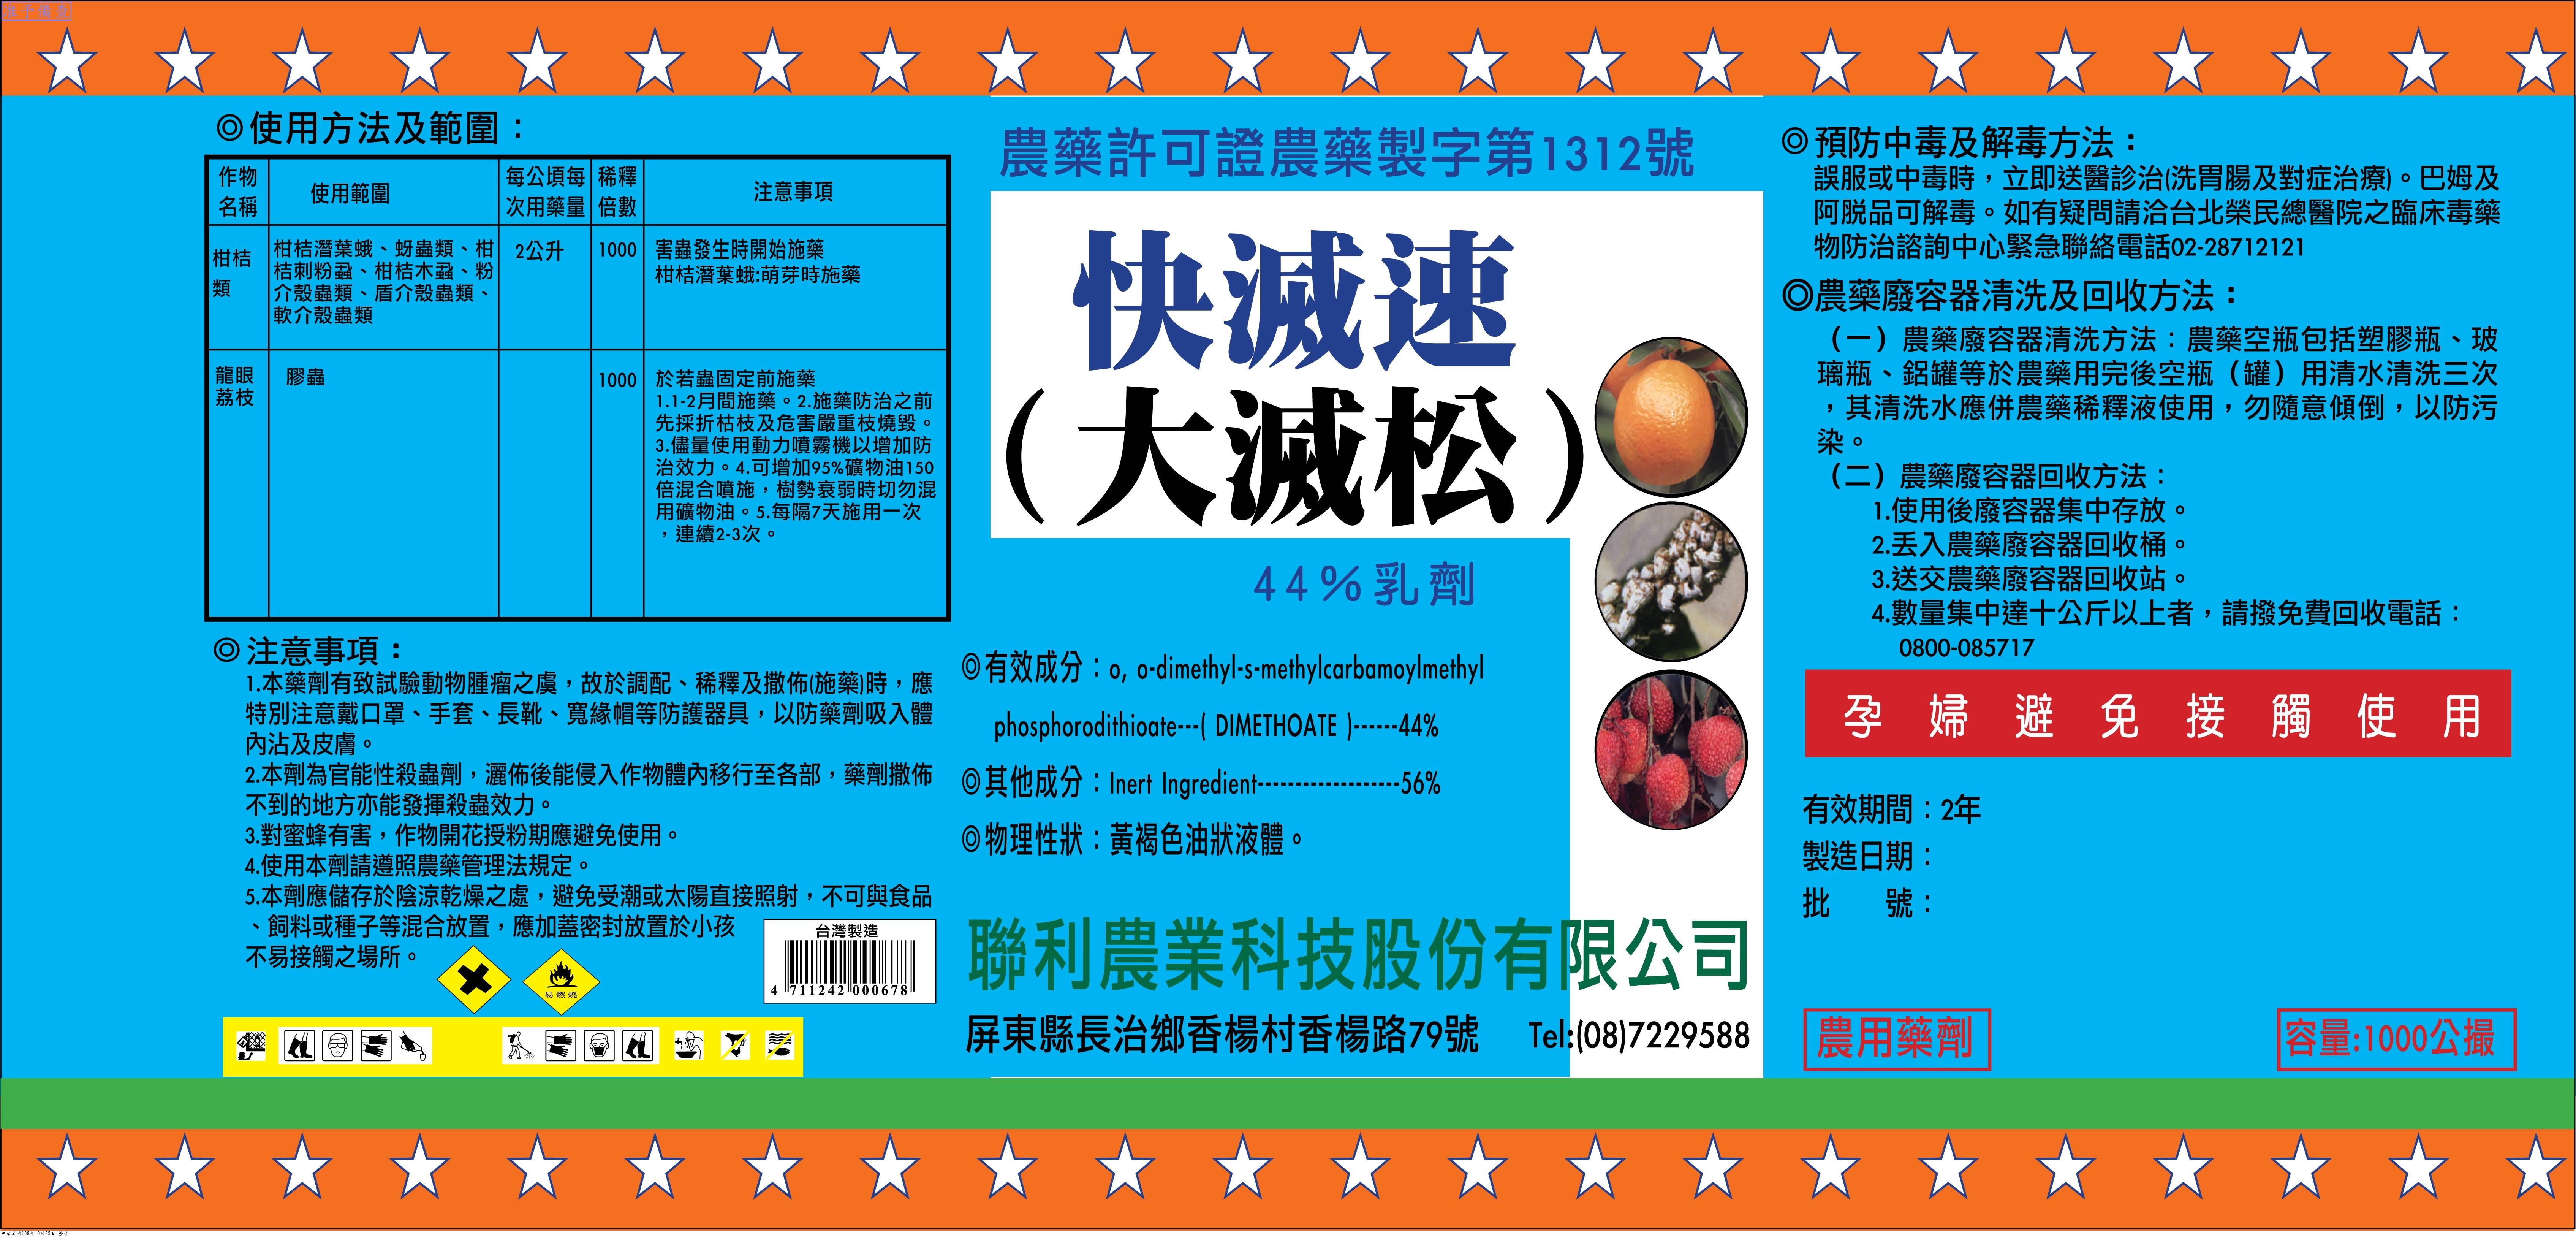 電子標示
◎使用方法及範圍：
作物名稱
使用範圍
每公頃每次用藥量
稀釋倍數
注意事項
柑桔類
柑桔潛葉蛾、蚜蟲類、柑
桔刺粉蝨、柑桔木蝨、粉
介殼蟲類、盾介殼蟲類、
軟介殼蟲類
2公升
1000
害蟲發生時開始施藥
柑桔潛葉蛾:萌芽時施藥
龍眼
荔枝
膠蟲
1000
於若蟲固定前施藥
1.1-2月間施藥。2.施藥防治之前
先採折枯枝及危害嚴重枝燒毀。
3.儘量使用動力噴霧機以增加防
治效力。4.可增加95%礦物油150
倍混合噴施，樹勢衰弱時切勿混
用礦物油。5.每隔7天施用一次
，連續2-3次。
◎注意事項：
1.本藥劑有致試驗動物腫瘤之虞，故於調配、稀釋及撒佈(施藥)時，應
特別注意戴口罩、手套、長靴、寬緣帽等防護器具，以防藥劑吸入體
內沾及皮膚。
2.本劑為官能性殺蟲劑，灑佈後能侵入作物體內移行至各部，藥劑撒佈
不到的地方亦能發揮殺蟲效力。
3.對蜜蜂有害，作物開花授粉期應避免使用。
4.使用本劑請遵照農藥管理法規定。
5.本劑應儲存於陰涼乾燥之處，避免受潮或太陽直接照射，不可與食品
、飼料或種子等混合放置，應加蓋密封放置於小孩
不易接觸之場所。
易燃燒
台灣製造
4 711242 000678
農藥許可證農藥製字第1312號
快滅速
（大滅松）
44％乳劑
◎有效成分：o, o-dimethyl-s-methylcarbamoylmethyl
phosphorodithioate---( DIMETHOATE )------44%
◎其他成分：Inert Ingredient-------------------56%
◎物理性狀：黃褐色油狀液體。
聯利農業科技股份有限公司
屏東縣長治鄉香楊村香楊路79號 Tel:(08)7229588
◎預防中毒及解毒方法：
誤服或中毒時，立即送醫診治(洗胃腸及對症治療)。巴姆及
阿脫品可解毒。如有疑問請洽台北榮民總醫院之臨床毒藥
物防治諮詢中心緊急聯絡電話02-28712121
◎農藥廢容器清洗及回收方法：
（一）農藥廢容器清洗方法：農藥空瓶包括塑膠瓶、玻
璃瓶、鋁罐等於農藥用完後空瓶（罐）用清水清洗三次
，其清洗水應併農藥稀釋液使用，勿隨意傾倒，以防污
染。
（二）農藥廢容器回收方法：
1.使用後廢容器集中存放。
2.丟入農藥廢容器回收桶。
3.送交農藥廢容器回收站。
4.數量集中達十公斤以上者，請撥免費回收電話：
0800-085717
孕婦避免接觸使用
有效期間：2年
製造日期：
批　　號：
農用藥劑
容量:1000公撮